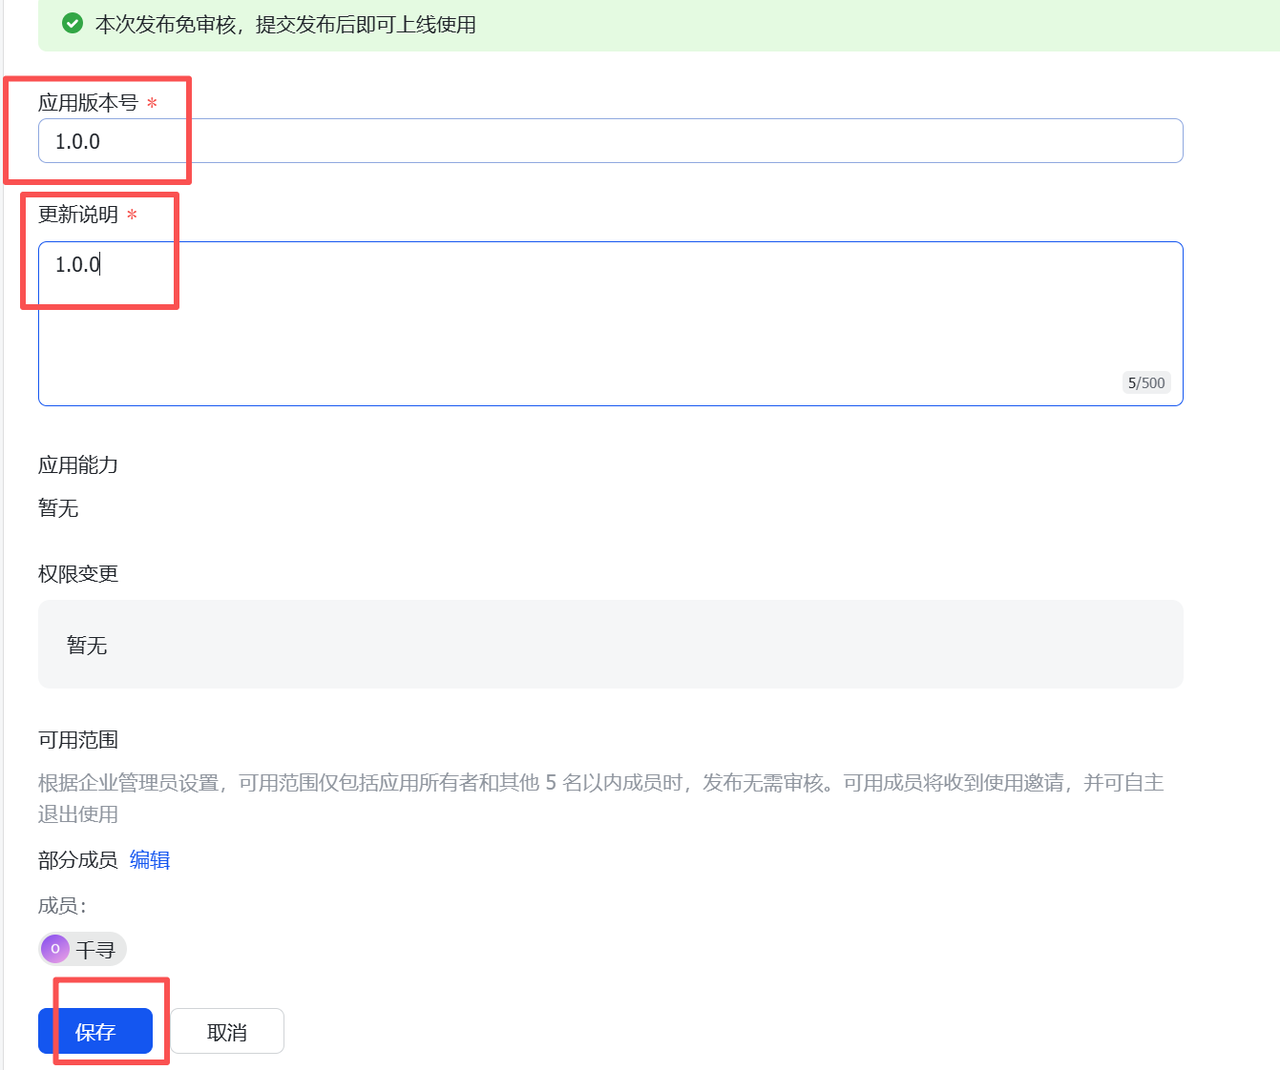 本次发布免审核，提交发布后即可上线使用
应用版本号 *
1.0.0
更新说明 *
1.0.0
5/500
应用能力
暂无
权限变更
暂无
可用范围
根据企业管理员设置，可用范围仅包括应用所有者和其他 5 名以内成员时，发布无需审核。可用成员将收到使用邀请，并可自主
退出使用
部分成员 编辑
成员：
O 千寻
保存 取消